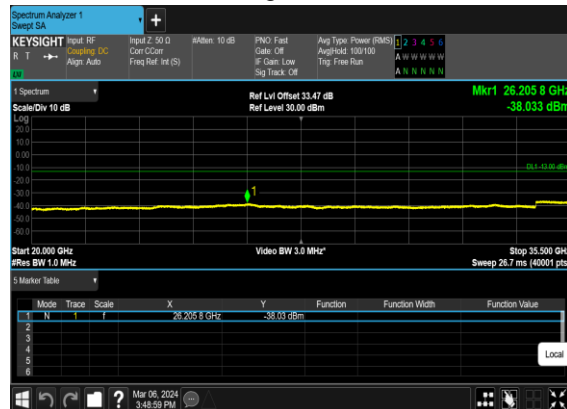 Spectrum Analyzer 1
Swept SA
+
KEYSIGHT Input: RF Input Z: 50 Ω #Atten: 10 dB PNO: Fast Avg Type: Power (RMS) 1 2 3 4 5 6
R T Coupling: DC Corr CCorr Gate: Off Avg|Hold: 100/100 A W W W W W
Align: Auto Freq Ref: Int (S) IF Gain: Low Trig: Free Run
LW Sig Track: Off A N N N N N
1 Spectrum Ref Lvl Offset 33.47 dB Mkr1 26.205 8 GHz
Scale/Div 10 dB Ref Level 30.00 dBm -38.033 dBm
Log
20.0
10.0
0.00
-10.0 DL1 -13.00 dBm
-20.0
-30.0 1
-40.0
-50.0
-60.0
Start 20.000 GHz Video BW 3.0 MHz* Stop 35.500 GHz
#Res BW 1.0 MHz Sweep 26.7 ms (40001 pts)
5 Marker Table
Mode Trace Scale X Y Function Function Width Function Value
1 N 1 f 26.205 8 GHz -38.03 dBm
2
3
4
5
6
Local
? Mar 06, 2024
3:48:59 PM